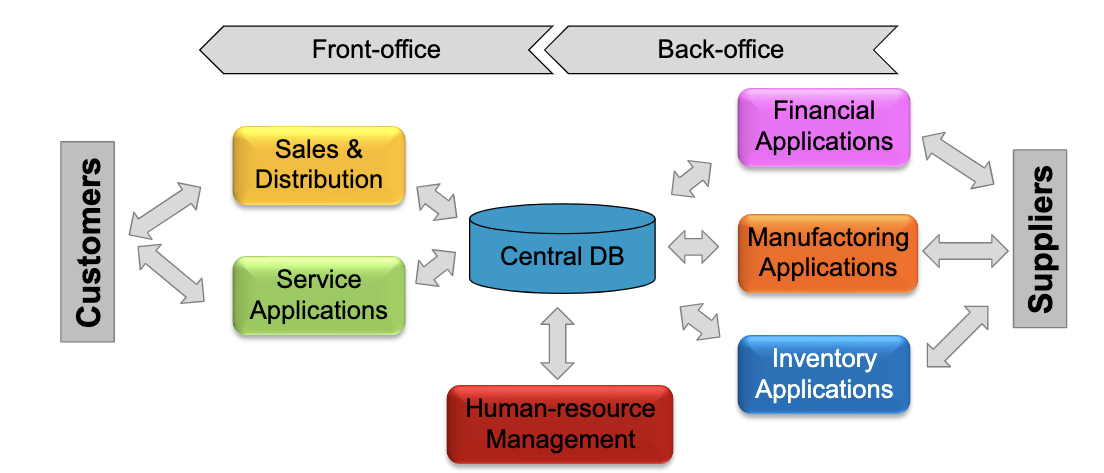 Front-office
Back-office
Customers
Sales &
Distribution
Service
Applications
Central DB
Human-resource
Management
Financial
Applications
Manufactoring
Applications
Inventory
Applications
Suppliers